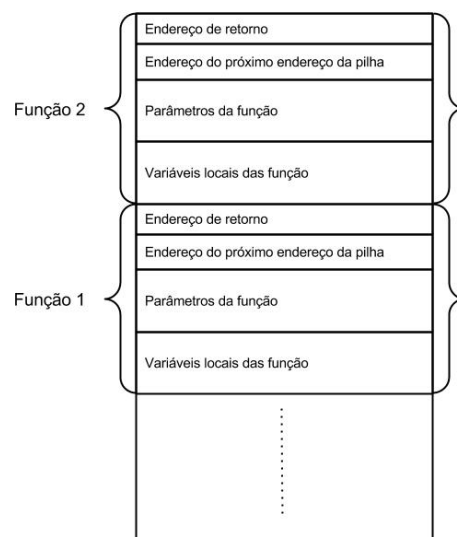 Endereço de retorno
Endereço do próximo endereço da pilha
Função 2
Parâmetros da função
Variáveis locais das função
Endereço de retorno
Endereço do próximo endereço da pilha
Função 1
Parâmetros da função
Variáveis locais das função